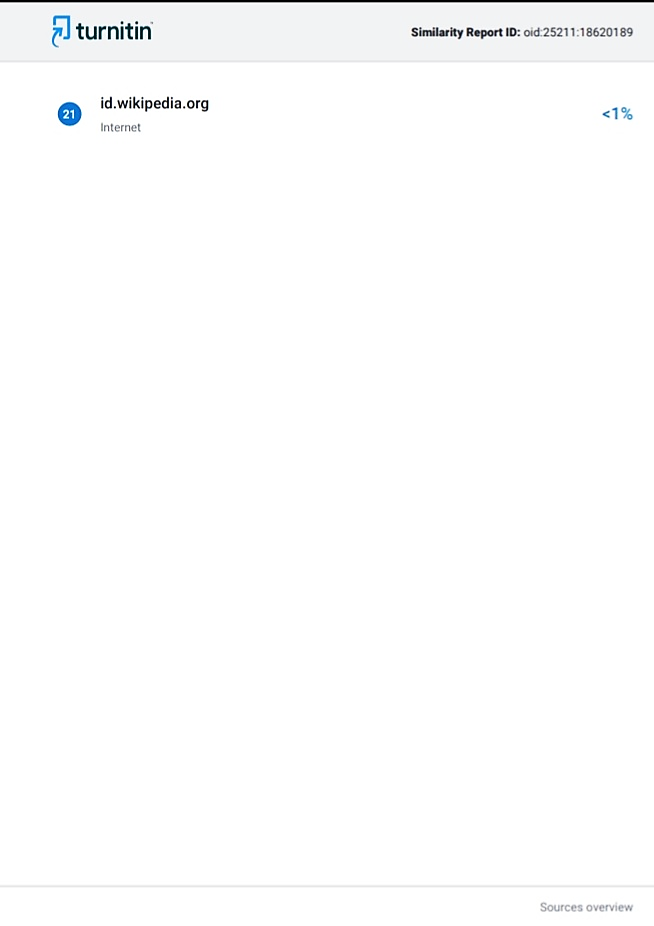 turnitin
Similarity Report ID: oid:25211:18620189
21
id.wikipedia.org
<1%
Internet
Sources overview